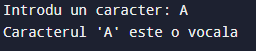 Introdu un caracter: A
Caracterul 'A' este o vocala